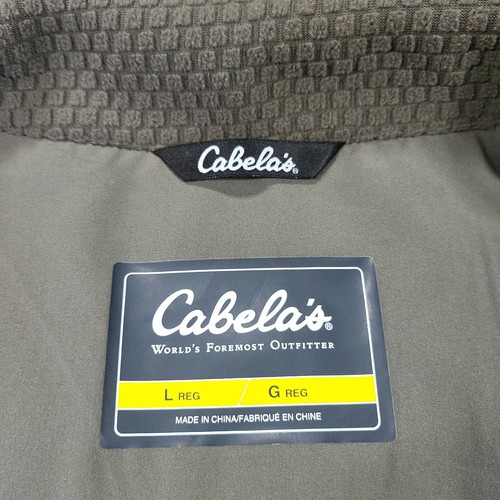 Cabela's®
Cabela's®
World's Foremost Outfitter
L REG / G REG
MADE IN CHINA/FABRIQUÉ EN CHINE